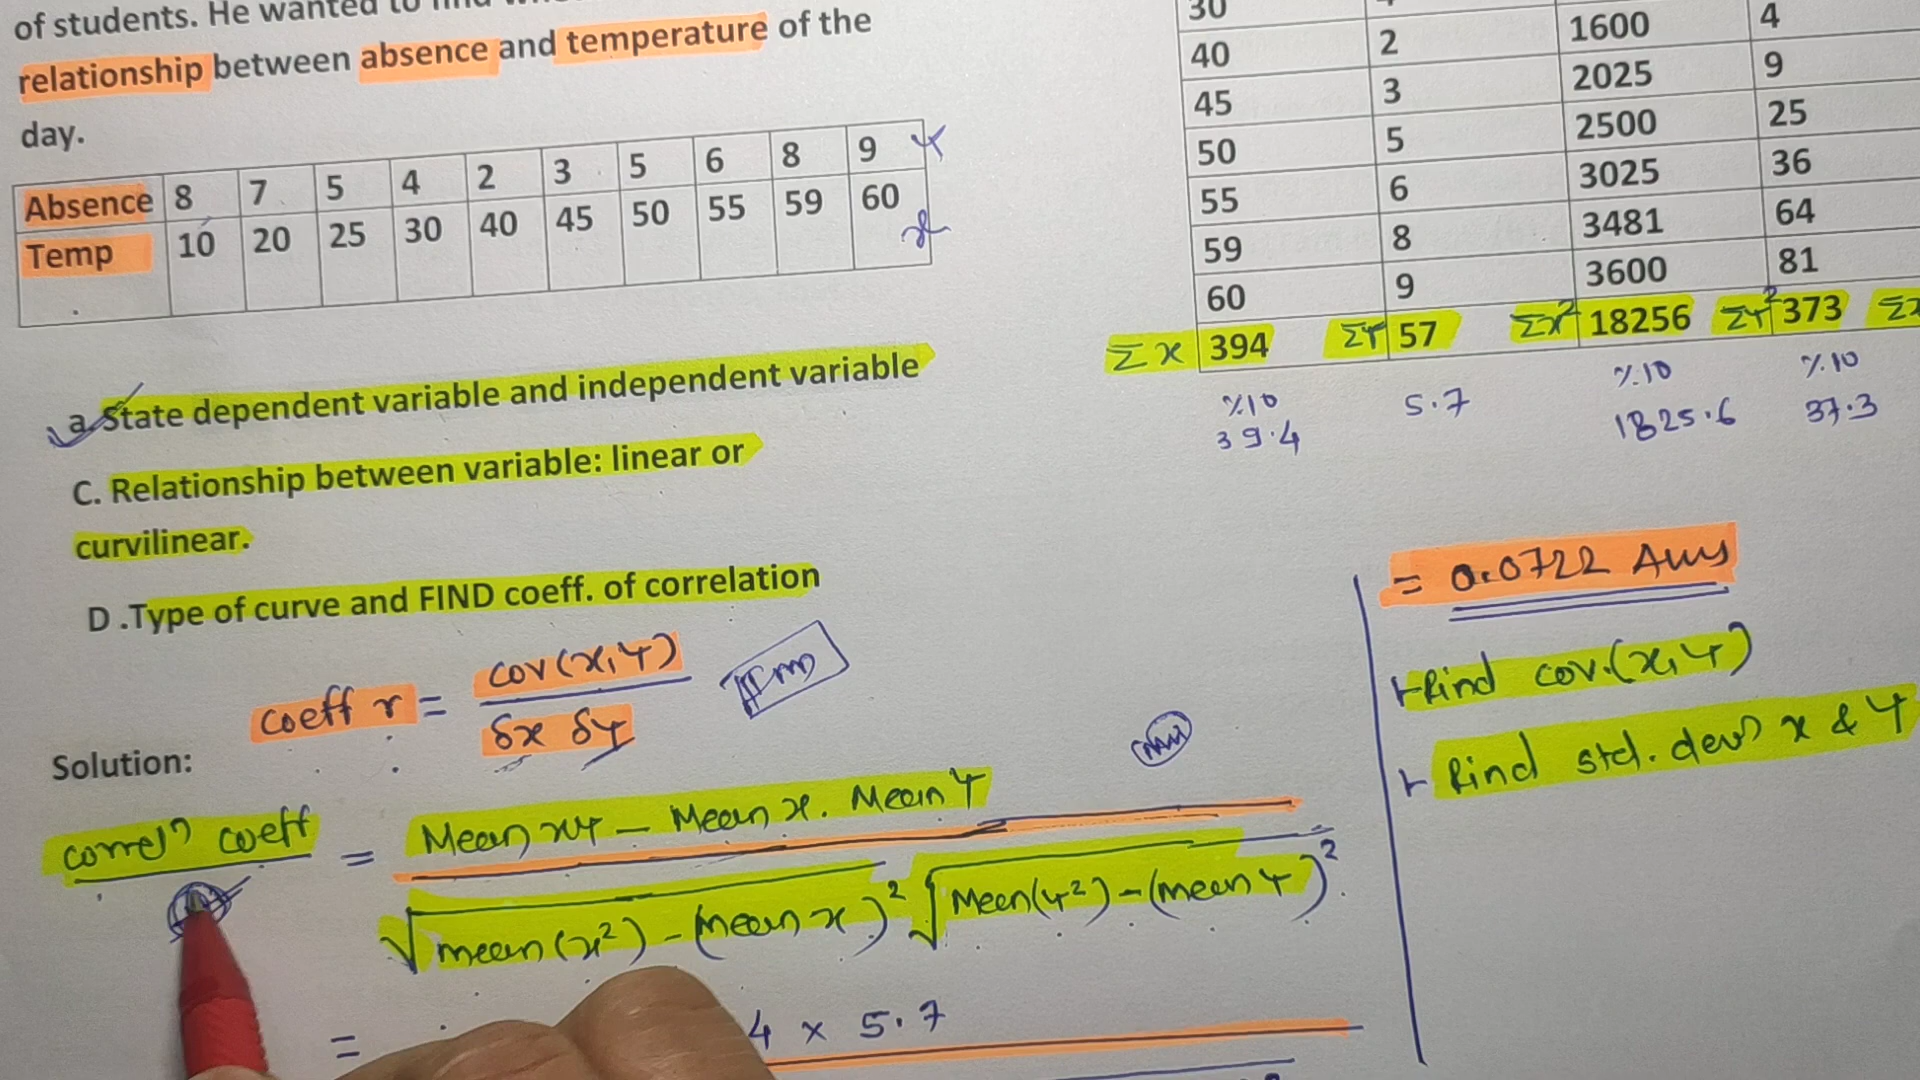 of students. He wanted to find
relationship between absence and temperature of the
day.
Absence 8 7 5 4 2 3 5 6 8 9 Y
Temp 10 20 25 30 40 45 50 55 59 60 x
a. State dependent variable and independent variable
C. Relationship between variable: linear or
curvilinear.
D .Type of curve and FIND coeff. of correlation
coeff r = cov(x,Y)
δx δy
Solution:
correlⁿ coeff = Mean xy – Mean x. Mean Y
√mean(x²) – (mean x)² √Mean(Y²) – (mean Y)²
= 4 x 5.7
30
40 2 1600 4
45 3 2025 9
50 5 2500 25
55 6 3025 36
59 8 3481 64
60 9 3600 81
Σx 394 ΣY 57 Σx² 18256 ΣY² 373
%10 %10 %10
39.4 5.7 1825.6 37.3
= 0.0722 Ans
Find cov.(x,Y)
Find std. devⁿ x & Y